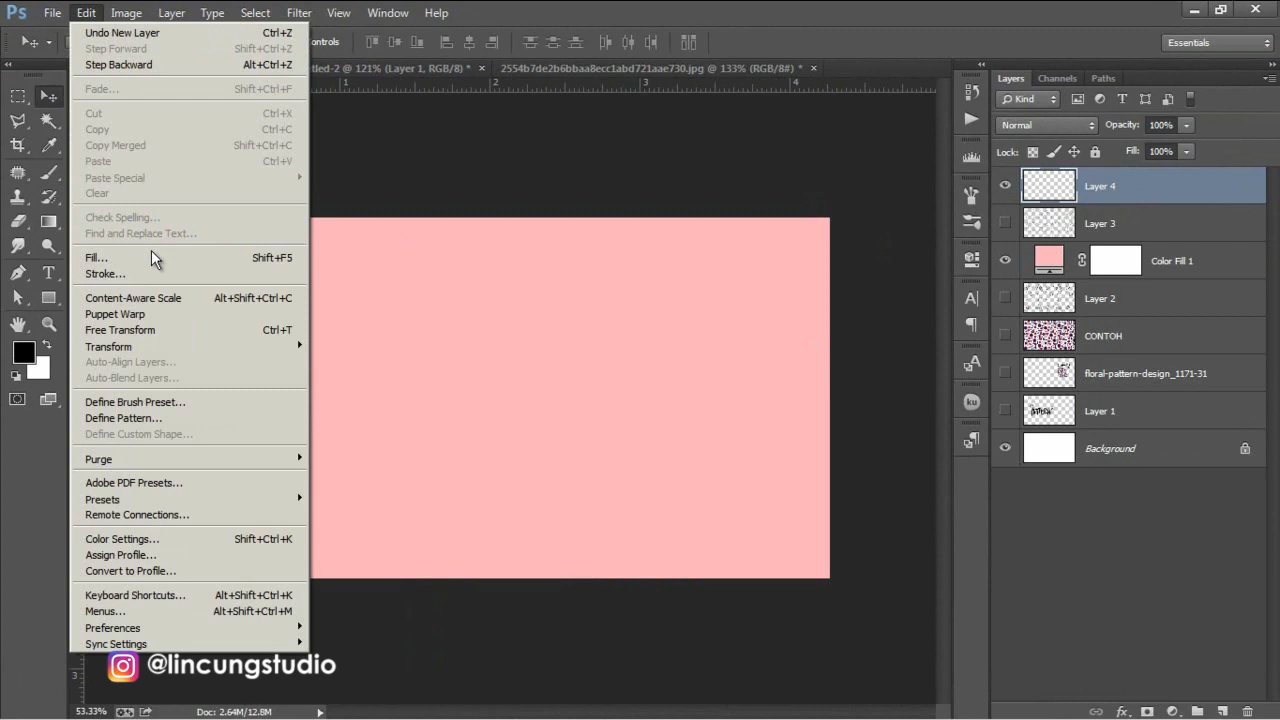 Ps File Edit Image Layer Type Select Filter View Window Help
Undo New Layer Ctrl+Z
ontrols
Essentials
Step Forward Shift+Ctrl+Z
Step Backward Alt+Ctrl+Z
titled-2 @ 121% (Layer 1, RGB/8) * ×
2554b7de2b6bbaa8ecc1abd721aae730.jpg @ 133% (RGB/8#) * ×
Layers Channels Paths
1 3 4
Fade... Shift+Ctrl+F
Kind
Cut Ctrl+X
Copy Ctrl+C
Normal Opacity: 100%
Copy Merged Shift+Ctrl+C
Lock: Fill: 100%
Paste Ctrl+V
Paste Special
Clear
Layer 4
Check Spelling...
Layer 3
Find and Replace Text...
Fill... Shift+F5
Color Fill 1
Stroke...
Content-Aware Scale Alt+Shift+Ctrl+C
Layer 2
Puppet Warp
Free Transform Ctrl+T
CONTOH
Transform
Auto-Align Layers...
floral-pattern-design_1171-31
Auto-Blend Layers...
Define Brush Preset...
Layer 1
Define Pattern...
Define Custom Shape...
Background
Purge
Adobe PDF Presets...
Presets
Remote Connections...
Color Settings... Shift+Ctrl+K
Assign Profile...
Convert to Profile...
Keyboard Shortcuts... Alt+Shift+Ctrl+K
Menus... Alt+Shift+Ctrl+M
Preferences
Sync Settings
@lincungstudio
3
53.33% Doc: 2.64M/12.8M